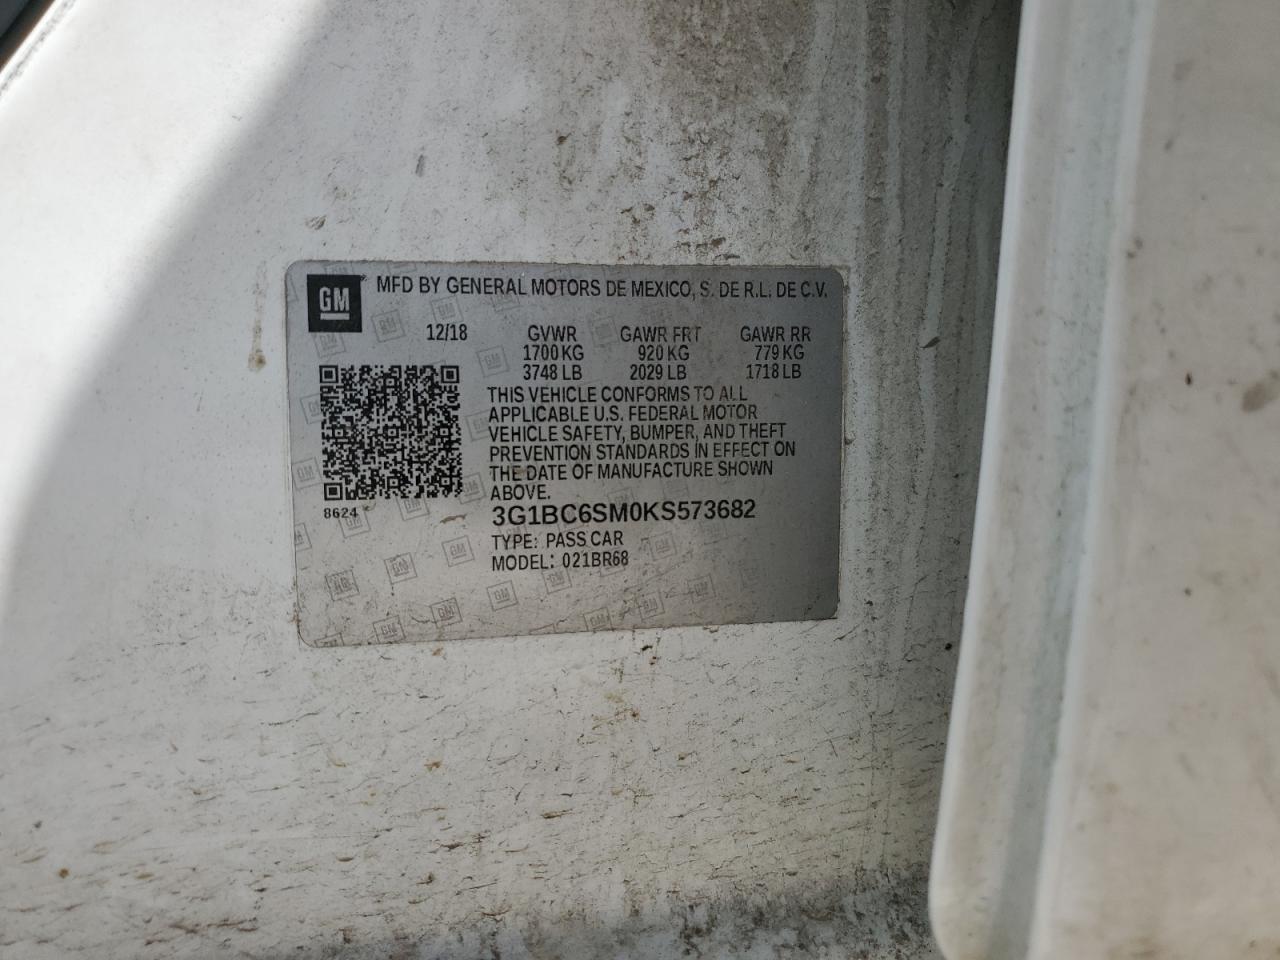 GM
MFD BY GENERAL MOTORS DE MEXICO, S. DE R.L. DE C.V.
12/18 GVWR GAWR FRT GAWR RR
1700 KG 920 KG 779 KG
3748 LB 2029 LB 1718 LB
THIS VEHICLE CONFORMS TO ALL
APPLICABLE U.S. FEDERAL MOTOR
VEHICLE SAFETY, BUMPER, AND THEFT
PREVENTION STANDARDS IN EFFECT ON
THE DATE OF MANUFACTURE SHOWN
ABOVE.
8624
3G1BC6SM0KS573682
TYPE: PASS CAR
MODEL: 021BR68